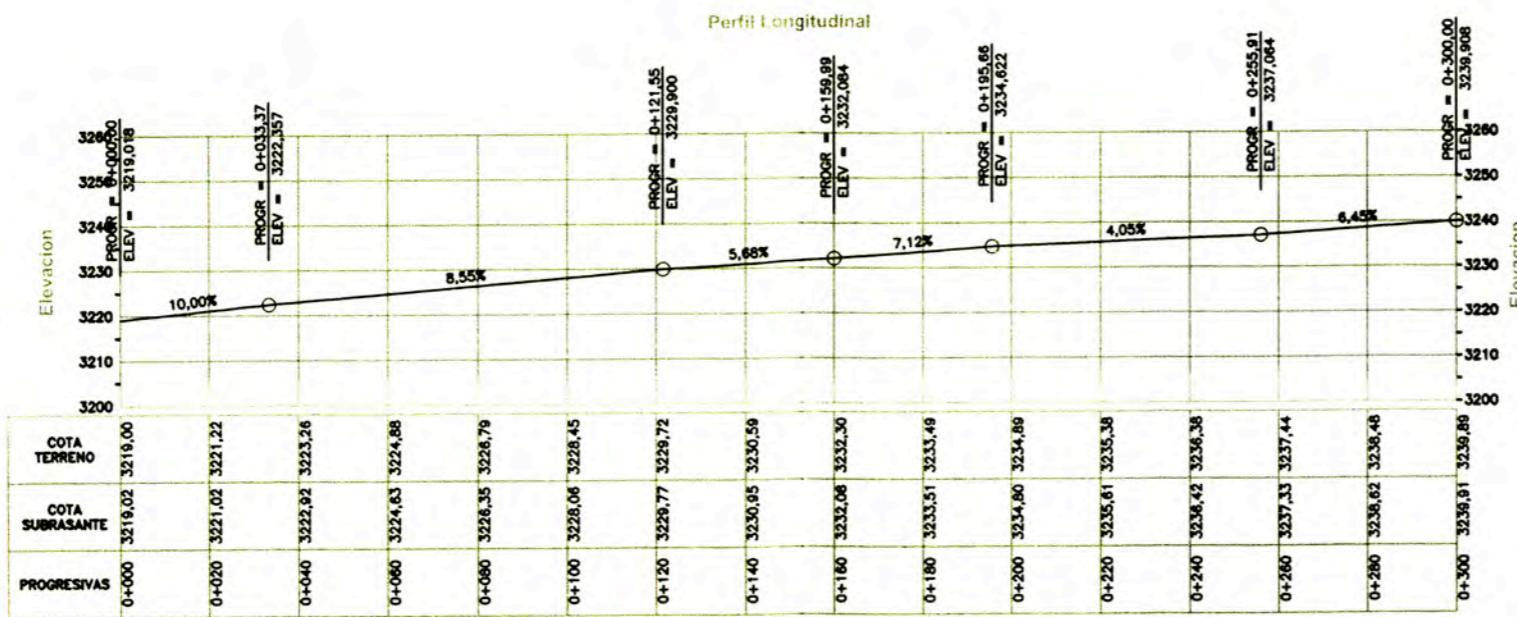 Perfil Longitudinal
PROGR = 0+000,00
ELEV = 3219,018
PROGR = 0+033,37
ELEV = 3222,357
PROGR = 0+121,55
ELEV = 3229,900
PROGR = 0+159,99
ELEV = 3232,084
PROGR = 0+195,66
ELEV = 3234,622
PROGR = 0+255,91
ELEV = 3237,064
PROGR = 0+300,00
ELEV = 3239,908
Elevacion
3260
3250
3240
3230
3220
3210
3200
10,00%
8,55%
5,68%
7,12%
4,05%
6,45%
3260
3250
3240
3230
3220
3210
3200
Elevacion
COTA TERRENO
3219,00 3221,22 3223,26 3224,88 3226,79 3228,45 3229,72 3230,59 3232,30 3233,49 3234,89 3235,38 3236,38 3237,44 3238,48 3239,89
COTA SUBRASANTE
3219,02 3221,02 3222,92 3224,63 3226,35 3228,06 3229,77 3230,95 3232,08 3233,51 3234,80 3235,61 3236,42 3237,33 3238,62 3239,91
PROGRESIVAS
0+000 0+020 0+040 0+060 0+080 0+100 0+120 0+140 0+160 0+180 0+200 0+220 0+240 0+260 0+280 0+300